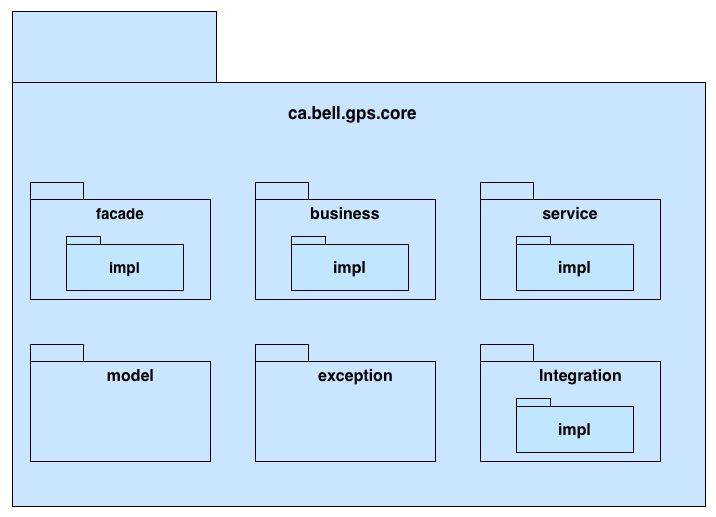 ca.bell.gps.core
facade
business
service
impl
impl
impl
model
exception
Integration
impl